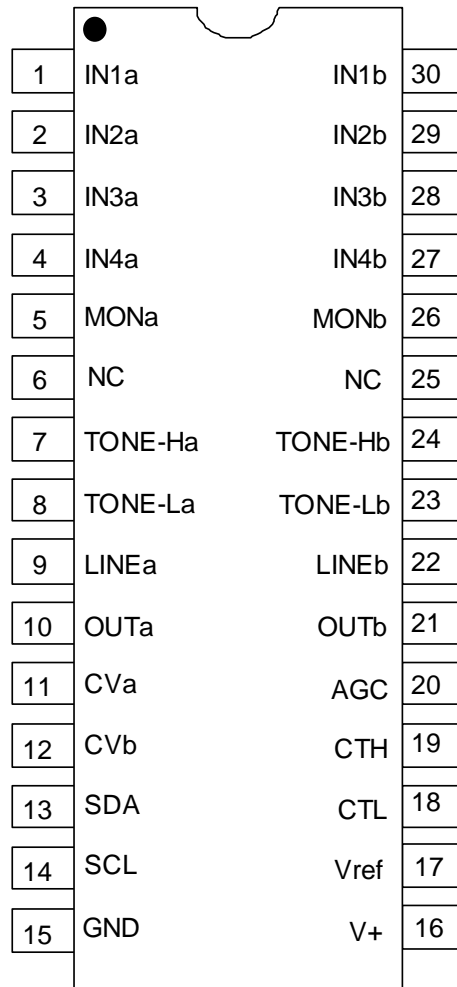 1 IN1a IN1b 30
2 IN2a IN2b 29
3 IN3a IN3b 28
4 IN4a IN4b 27
5 MONa MONb 26
6 NC NC 25
7 TONE-Ha TONE-Hb 24
8 TONE-La TONE-Lb 23
9 LINEa LINEb 22
10 OUTa OUTb 21
11 CVa AGC 20
12 CVb CTH 19
13 SDA CTL 18
14 SCL Vref 17
15 GND V+ 16